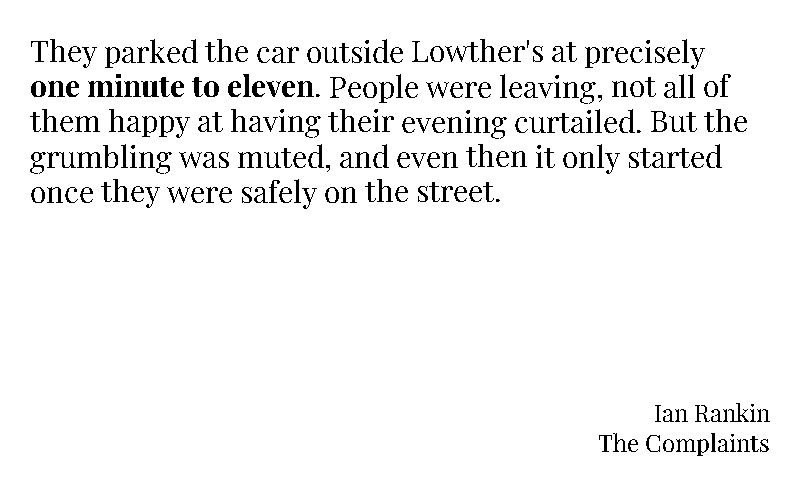 They parked the car outside Lowther's at precisely
one minute to eleven. People were leaving, not all of
them happy at having their evening curtailed. But the
grumbling was muted, and even then it only started
once they were safely on the street.
Ian Rankin
The Complaints